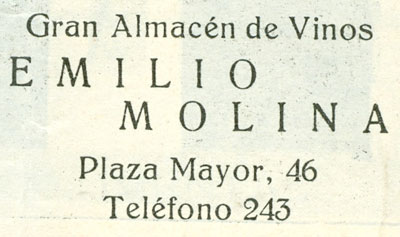 Gran Almacén de Vinos
EMILIO
MOLINA
Plaza Mayor, 46
Teléfono 243